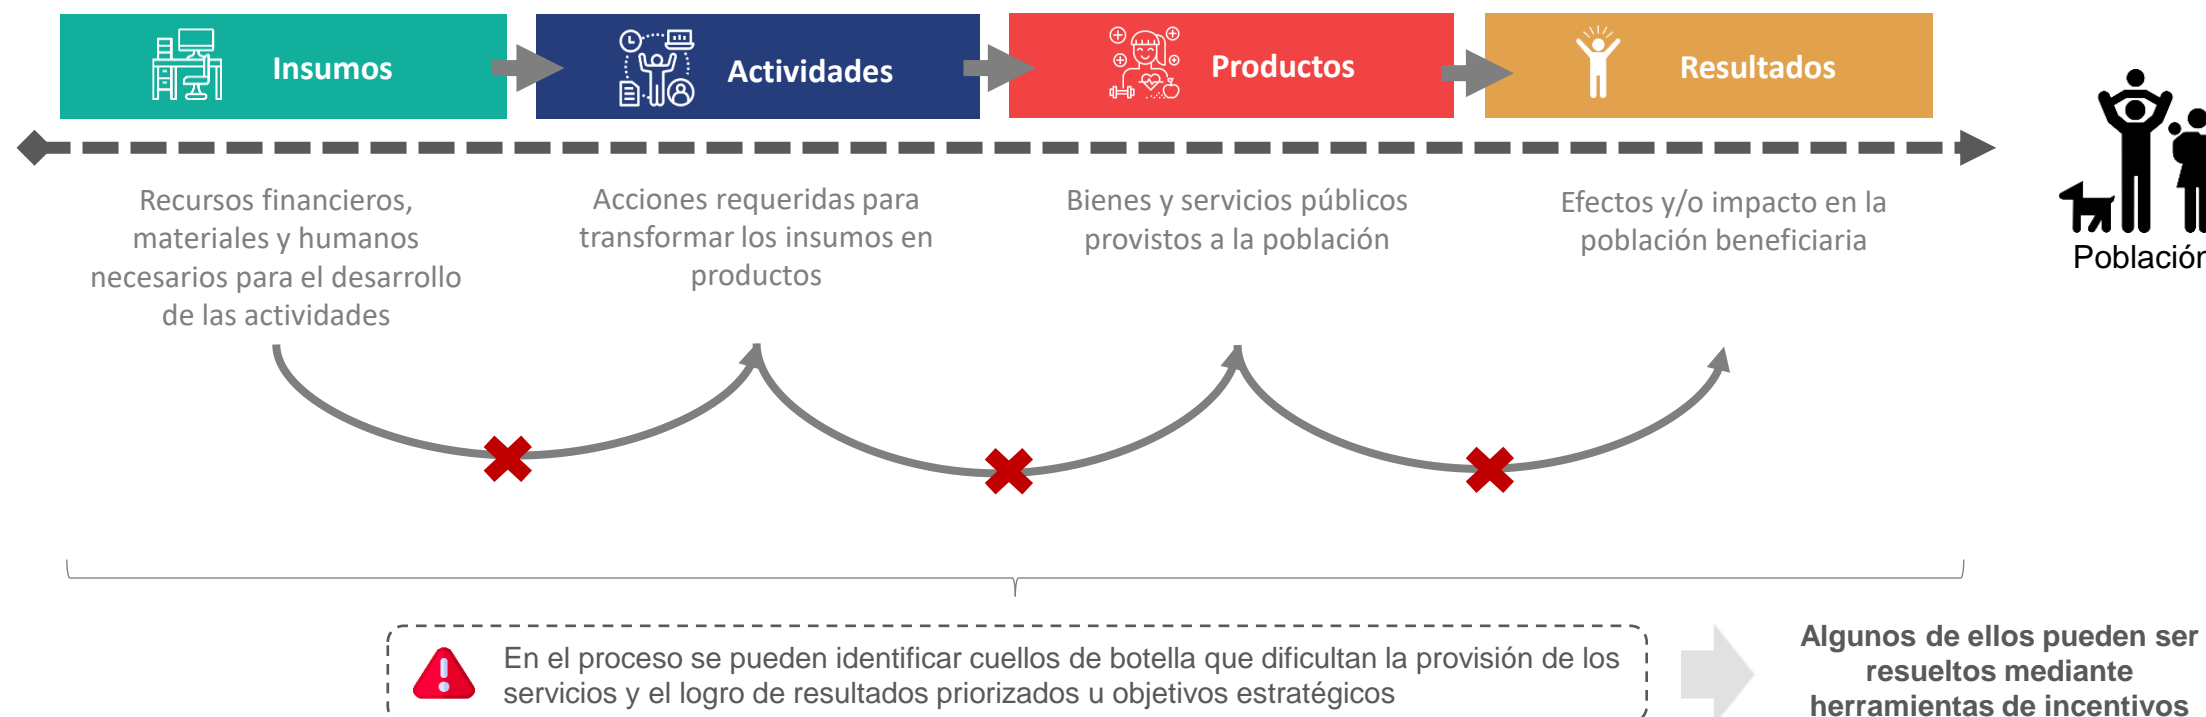 Insumos
Actividades
Productos
Resultados
Recursos financieros,
materiales y humanos
necesarios para el desarrollo
de las actividades
Acciones requeridas para
transformar los insumos en
productos
Bienes y servicios públicos
provistos a la población
Efectos y/o impacto en la
población beneficiaria
Población
En el proceso se pueden identificar cuellos de botella que dificultan la provisión de los
servicios y el logro de resultados priorizados u objetivos estratégicos
Algunos de ellos pueden ser
resueltos mediante
herramientas de incentivos